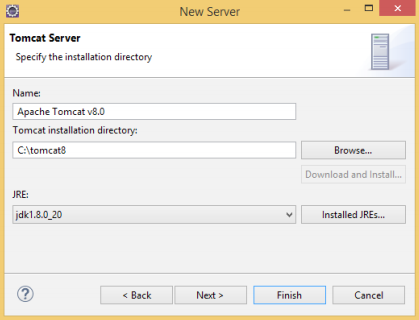 New Server
Tomcat Server
Specify the installation directory
Name:
Apache Tomcat v8.0
Tomcat installation directory:
C:\tomcat8
Browse...
Download and Install...
JRE:
jdk1.8.0_20
Installed JREs...
?
< Back
Next >
Finish
Cancel